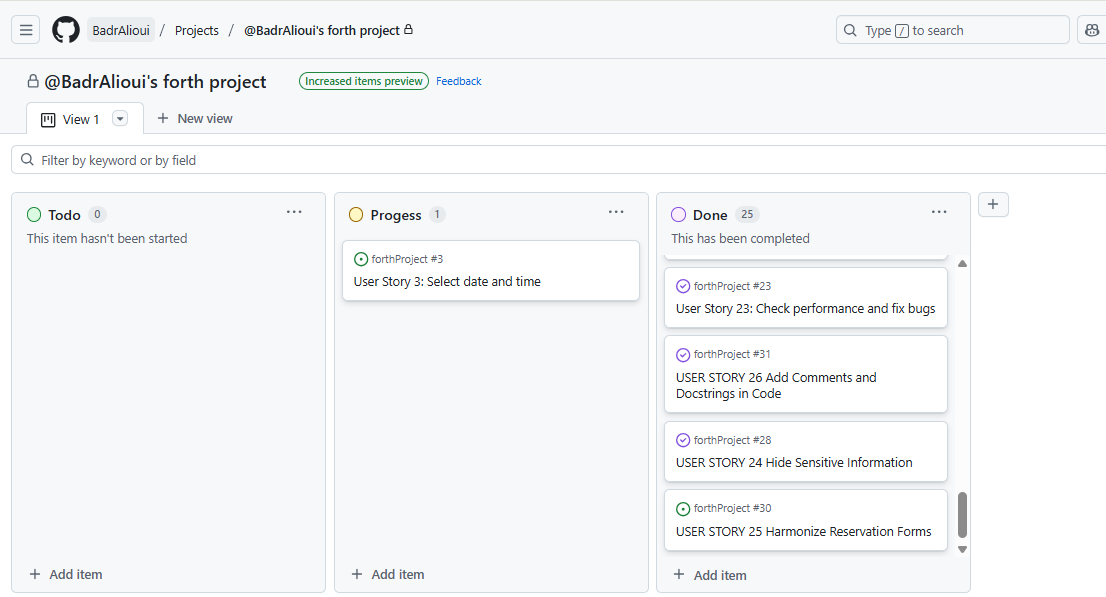 BadrAlioui / Projects / @BadrAlioui's forth project
Type / to search
@BadrAlioui's forth project
Increased items preview
Feedback
View 1
New view
Filter by keyword or by field
Todo 0
This item hasn't been started
Add item
Progess 1
forthProject #3
User Story 3: Select date and time
Add item
Done 25
This has been completed
forthProject #23
User Story 23: Check performance and fix bugs
forthProject #31
USER STORY 26 Add Comments and
Docstrings in Code
forthProject #28
USER STORY 24 Hide Sensitive Information
forthProject #30
USER STORY 25 Harmonize Reservation Forms
Add item